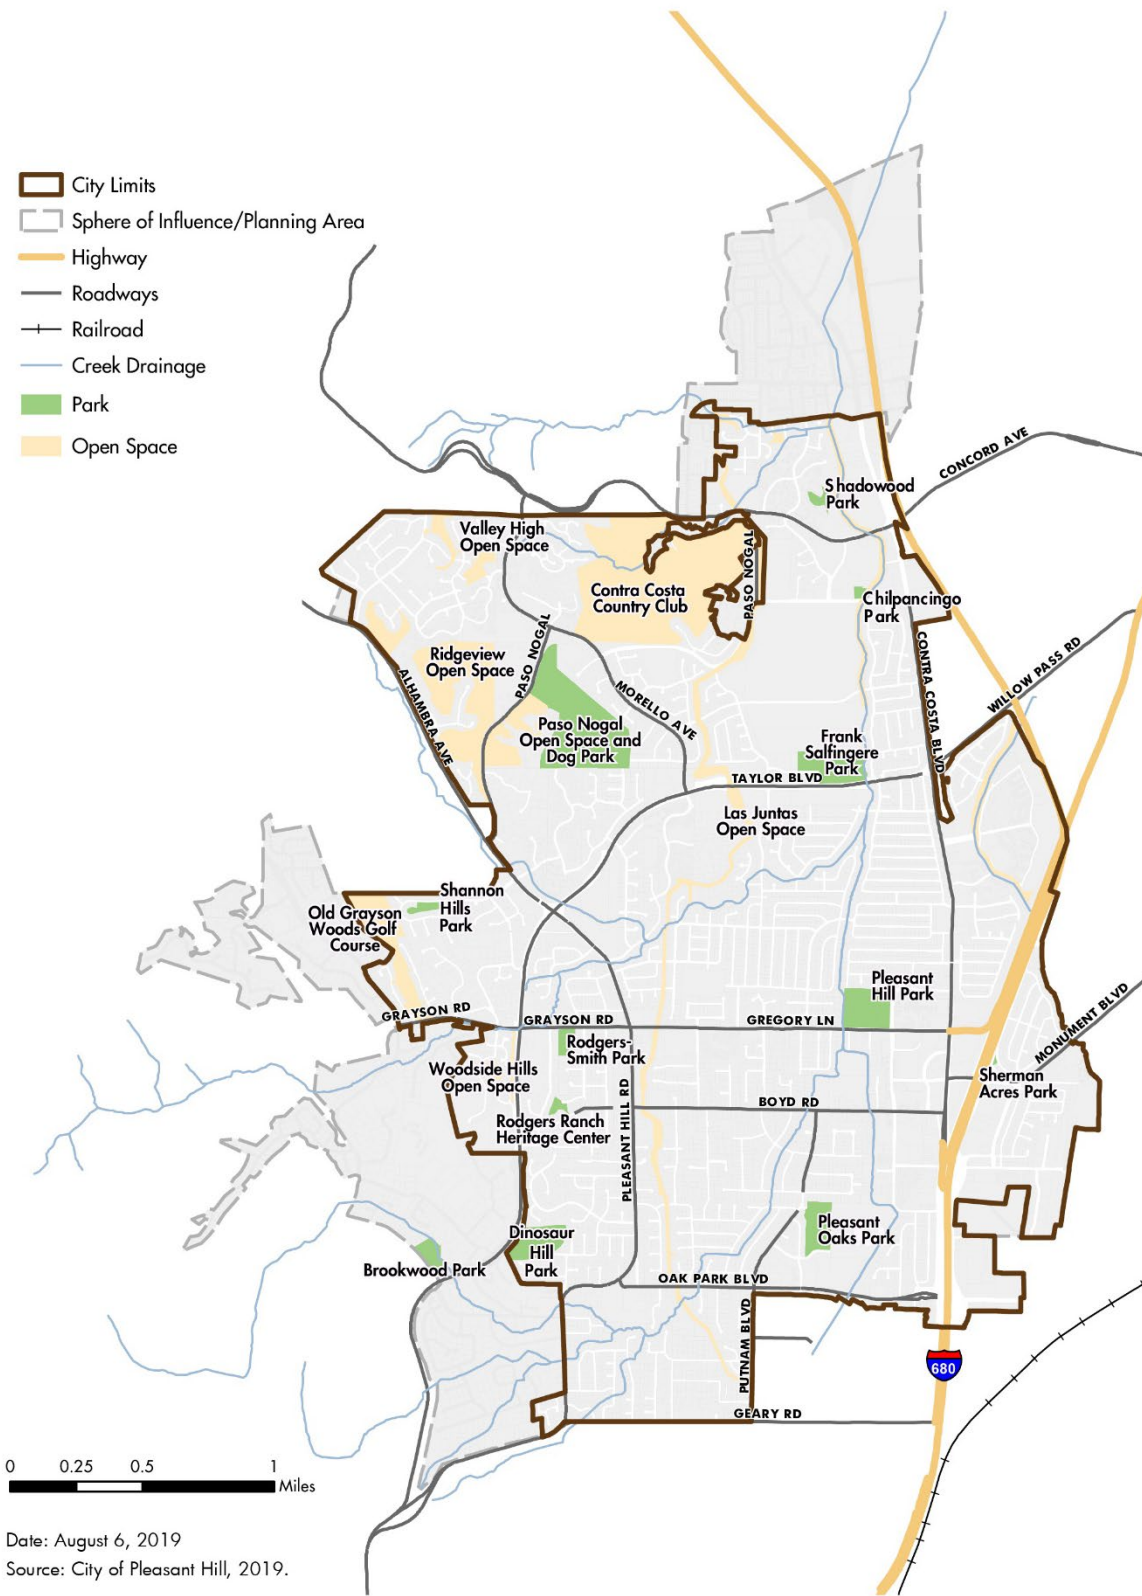 City Limits
Sphere of Influence/Planning Area
Highway
Roadways
Railroad
Creek Drainage
Park
Open Space
CONCORD AVE
Shadowood
Park
Valley High
Open Space
PASO NOGAL
Contra Costa
Country Club
Chilpancingo
Park
PASO NOGAL
Ridgeview
Open Space
CONTRA COSTA BLVD
WILLOW PASS RD
ALHAMBRA AVE
MORELLO AVE
Paso Nogal
Open Space and
Dog Park
Frank
Salfingere
Park
TAYLOR BLVD
Las Juntas
Open Space
Shannon
Hills
Park
Old Grayson
Woods Golf
Course
Pleasant
Hill Park
GRAYSON RD
GRAYSON RD
GREGORY LN
MONUMENT BLVD
Rodgers-
Smith Park
Woodside Hills
Open Space
Sherman
Acres Park
BOYD RD
Rodgers Ranch
Heritage Center
PLEASANT HILL RD
Pleasant
Oaks Park
Dinosaur
Hill
Park
Brookwood Park
OAK PARK BLVD
PUTNAM BLVD
680
GEARY RD
0 0.25 0.5 1
Miles
Date: August 6, 2019
Source: City of Pleasant Hill, 2019.